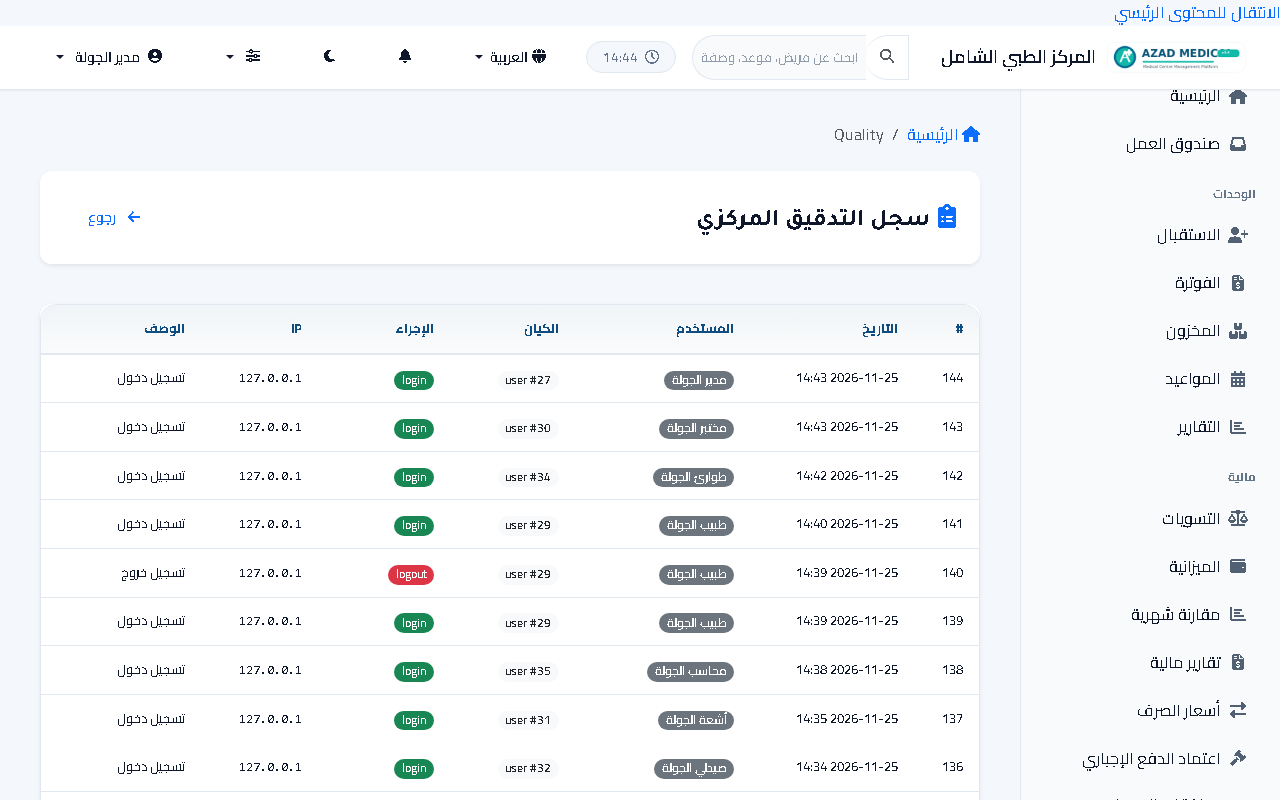 الانتقال للمحتوى الرئيسي
AZAD MEDIC
Medical Centre Management Platform
المركز الطبي الشامل
ابحث عن مريض، موعد، وصفة
14:44
العربية
مدير الجولة
الرئيسية
صندوق العمل
الوحدات
الاستقبال
الفوترة
المخزون
المواعيد
التقارير
مالية
التسويات
الميزانية
مقارنة شهرية
تقارير مالية
أسعار الصرف
اعتماد الدفع الإجباري
الرئيسية / Quality
سجل التدقيق المركزي
رجوع
# التاريخ المستخدم الكيان الإجراء IP الوصف
144 2026-11-25 14:43 مدير الجولة user #27 login 127.0.0.1 تسجيل دخول
143 2026-11-25 14:43 مختبر الجولة user #30 login 127.0.0.1 تسجيل دخول
142 2026-11-25 14:42 طوارئ الجولة user #34 login 127.0.0.1 تسجيل دخول
141 2026-11-25 14:40 طبيب الجولة user #29 login 127.0.0.1 تسجيل دخول
140 2026-11-25 14:39 طبيب الجولة user #29 logout 127.0.0.1 تسجيل خروج
139 2026-11-25 14:39 طبيب الجولة user #29 login 127.0.0.1 تسجيل دخول
138 2026-11-25 14:38 محاسب الجولة user #35 login 127.0.0.1 تسجيل دخول
137 2026-11-25 14:35 أشعة الجولة user #31 login 127.0.0.1 تسجيل دخول
136 2026-11-25 14:34 صيدلي الجولة user #32 login 127.0.0.1 تسجيل دخول